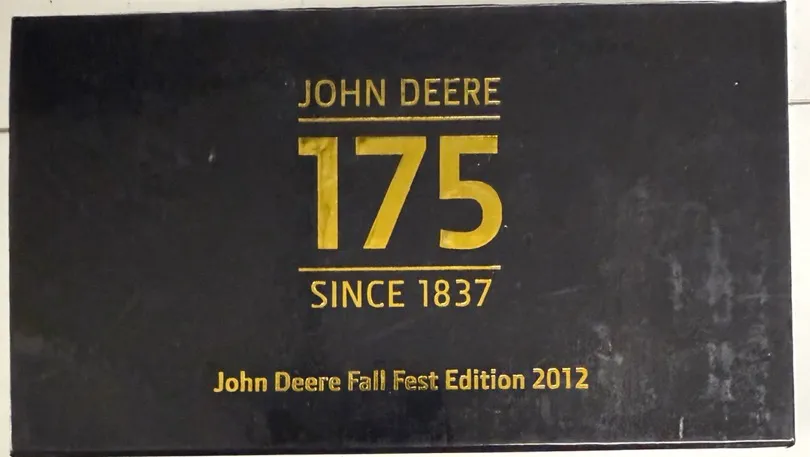 JOHN DEERE
175
SINCE 1837
John Deere Fall Fest Edition 2012